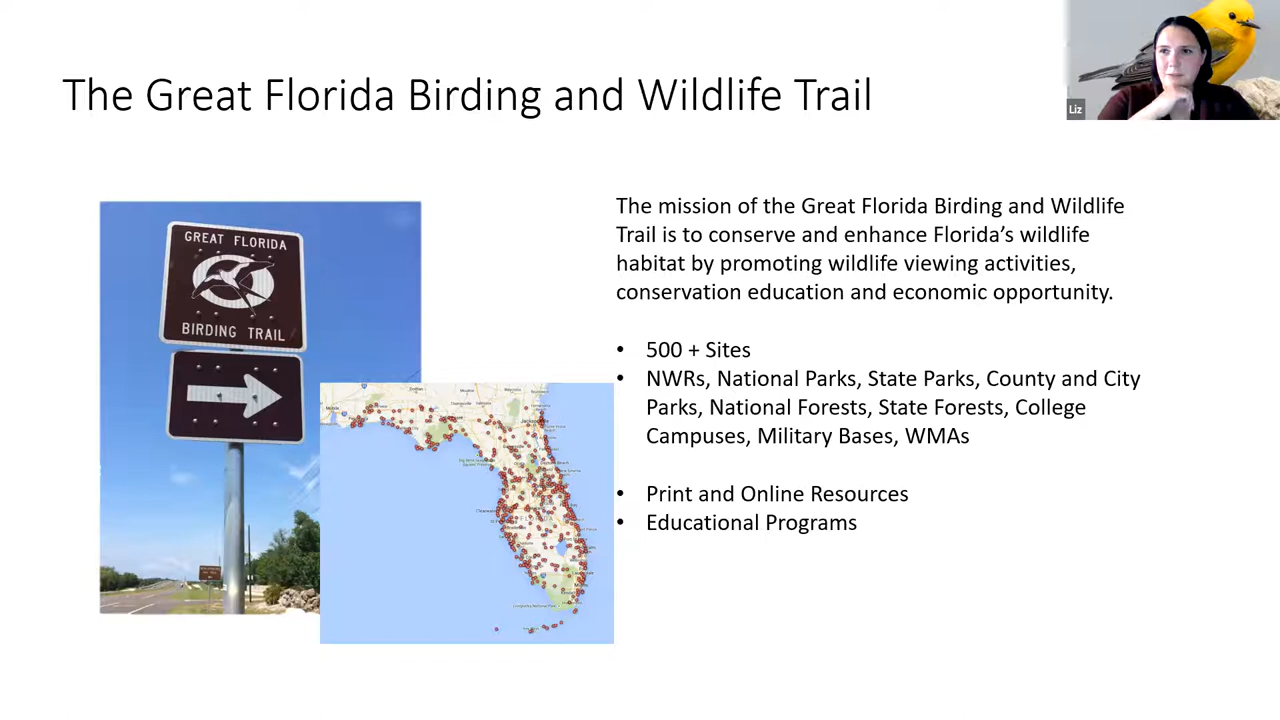 The Great Florida Birding and Wildlife Trail
Liz
GREAT FLORIDA
BIRDING TRAIL
The mission of the Great Florida Birding and Wildlife
Trail is to conserve and enhance Florida’s wildlife
habitat by promoting wildlife viewing activities,
conservation education and economic opportunity.
• 500 + Sites
• NWRs, National Parks, State Parks, County and City
Parks, National Forests, State Forests, College
Campuses, Military Bases, WMAs
• Print and Online Resources
• Educational Programs